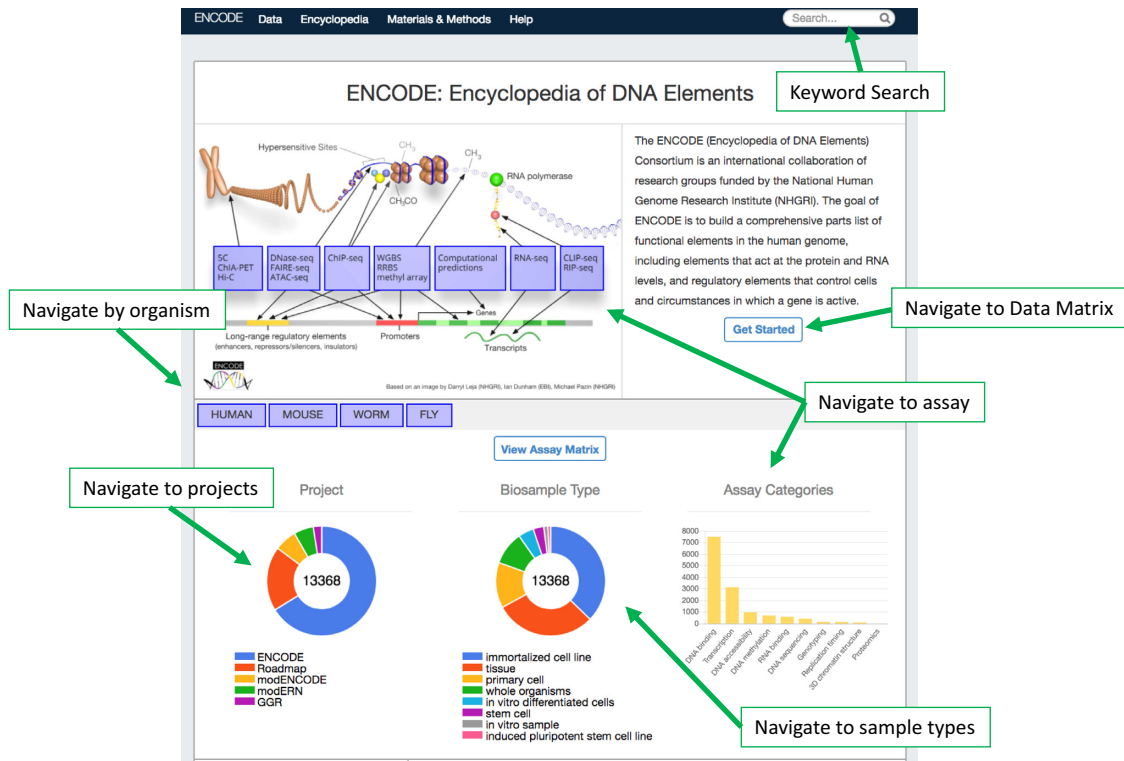 ENCODE Data Encyclopedia Materials & Methods Help Search...
Keyword Search
ENCODE: Encyclopedia of DNA Elements
Hypersensitive Sites
CH3
CH3
RNA polymerase
CH3CO
5C
ChIA-PET
Hi-C
DNase-seq
FAIRE-seq
ATAC-seq
ChIP-seq
WGBS
RRBS
methyl array
Computational
predictions
RNA-seq
CLIP-seq
RIP-seq
Genes
Long-range regulatory elements
(enhancers, repressors/silencers, insulators)
Promoters
Transcripts
ENCODE
Based on an image by Darryl Leja (NHGRI), Ian Dunham (EBI), Michael Pazin (NHGRI)
The ENCODE (Encyclopedia of DNA Elements)
Consortium is an international collaboration of
research groups funded by the National Human
Genome Research Institute (NHGRI). The goal of
ENCODE is to build a comprehensive parts list of
functional elements in the human genome,
including elements that act at the protein and RNA
levels, and regulatory elements that control cells
and circumstances in which a gene is active.
Get Started
Navigate by organism
Navigate to Data Matrix
Navigate to assay
HUMAN MOUSE WORM FLY
View Assay Matrix
Navigate to projects
Project
13368
ENCODE
Roadmap
modENCODE
modERN
GGR
Biosample Type
13368
immortalized cell line
tissue
primary cell
whole organisms
in vitro differentiated cells
stem cell
in vitro sample
induced pluripotent stem cell line
Assay Categories
8000
7000
6000
5000
4000
3000
2000
1000
0
DNA binding
Transcription
DNA accessibility
DNA methylation
RNA binding
DNA sequencing
Genotyping
Replication timing
3D chromatin structure
Proteomics
Navigate to sample types